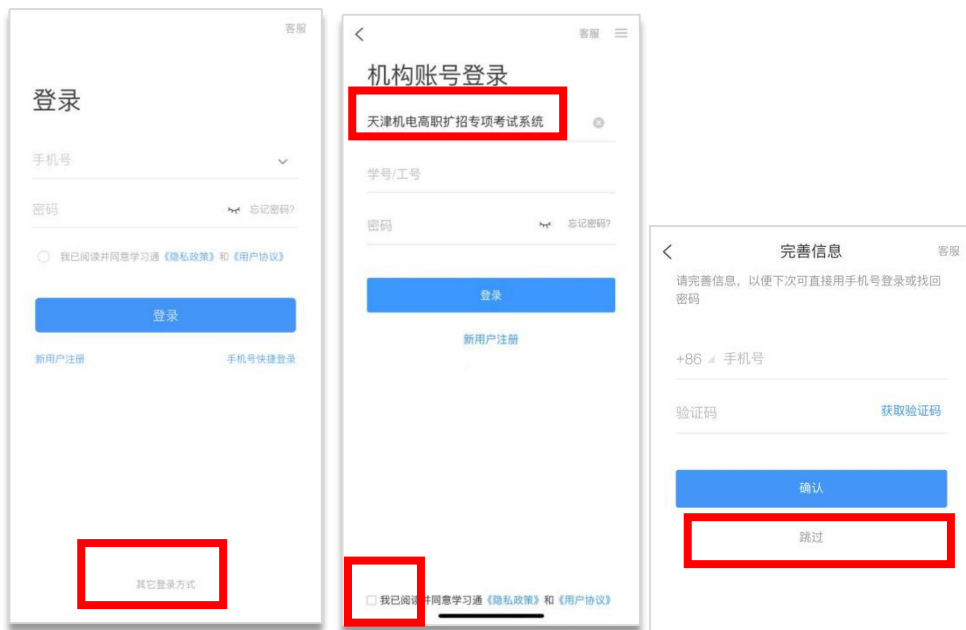 客服
登录
手机号
密码 忘记密码?
我已阅读并同意学习通《隐私政策》和《用户协议》
登录
新用户注册 手机号快捷登录
其它登录方式
客服
机构账号登录
天津机电高职扩招专项考试系统
学号/工号
密码 忘记密码?
登录
新用户注册
我已阅读并同意学习通《隐私政策》和《用户协议》
完善信息 客服
请完善信息，以便下次可直接用手机号登录或找回
密码
+86 手机号
验证码 获取验证码
确认
跳过